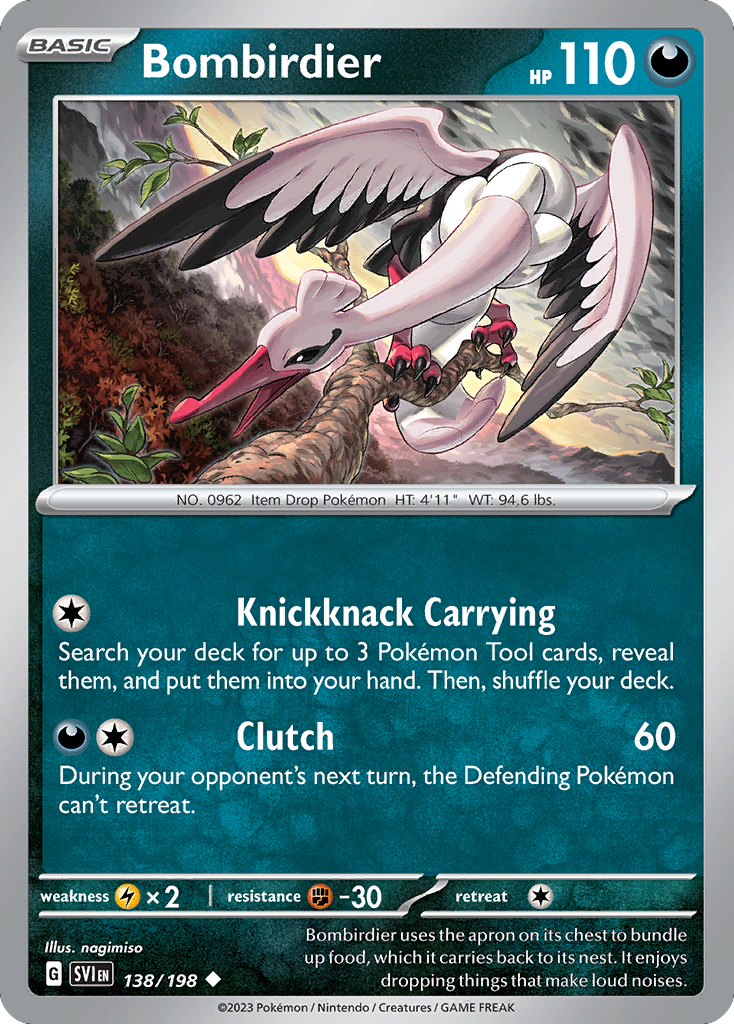 BASIC
Bombirdier
HP 110
NO. 0962 Item Drop Pokémon HT: 4'11" WT: 94.6 lbs.
Knickknack Carrying
Search your deck for up to 3 Pokémon Tool cards, reveal
them, and put them into your hand. Then, shuffle your deck.
Clutch 60
During your opponent's next turn, the Defending Pokémon
can't retreat.
weakness ×2 resistance -30 retreat
Illus. nagimiso
Bombirdier uses the apron on its chest to bundle
up food, which it carries back to its nest. It enjoys
dropping things that make loud noises.
G SVI EN 138/198
©2023 Pokémon / Nintendo / Creatures / GAME FREAK